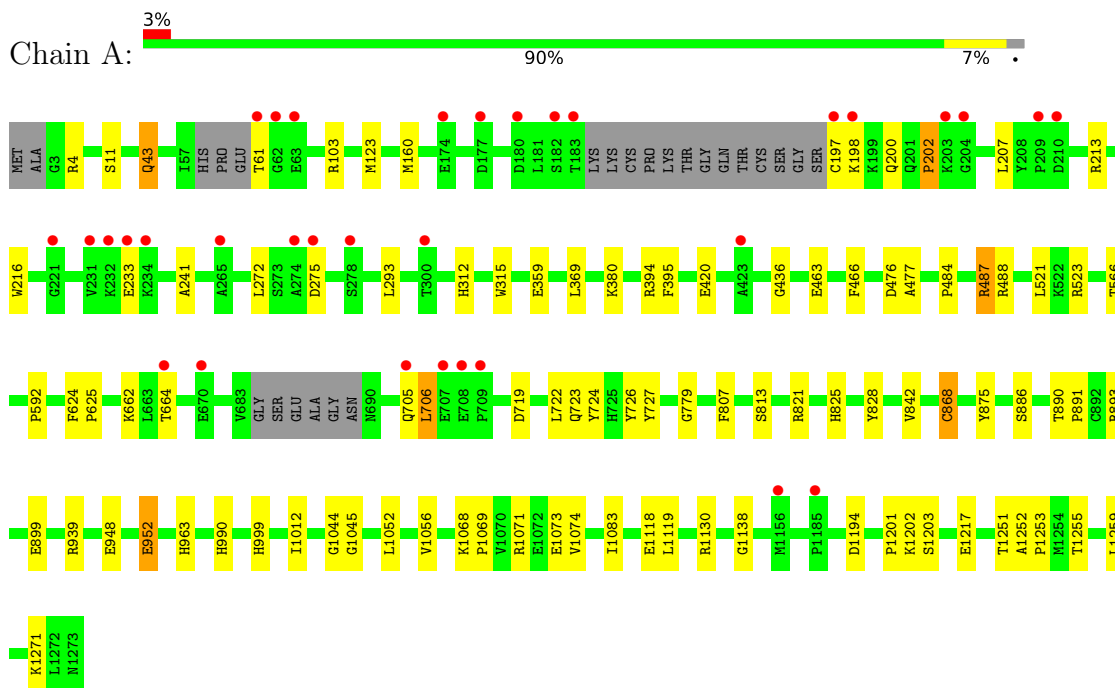 3%
Chain A:
90% 7% •
MET ALA G3 R4 S11 Q43 I57 HIS PRO GLU T61 G62 E63 R103 M123 M160 E174 D177 D180 L181 S182 T183 LYS LYS CYS PRO LYS THR GLY GLN THR CYS SER GLY SER C197 K198 K199 Q200 Q201 P202 K203 G204 L207 Y208 P209 D210 R213
W216 G221 V231 K232 E233 K234 A241 A265 L272 S273 A274 D275 S278 L293 T300 H312 W315 E359 L369 K380 R394 F395 E420 A423 G436 E463 F466 D476 A477 P484 R487 R488 L521 K522 R523 T566
P592 F624 P625 K662 L663 T664 E670 V683 GLY SER GLU ALA GLY ASN N690 Q705 L706 E707 E708 P709 D719 L722 Q723 Y724 H725 Y726 Y727 G779 F807 S813 R821 H825 Y828 V842 C868 Y875 S886 T890 P891 C892
E899 R939 E948 E952 H963 H990 H999 I1012 G1044 G1045 L1052 V1056 K1068 P1069 V1070 R1071 E1072 E1073 V1074 I1083 E1118 L1119 R1130 G1138 M1156 P1185 D1194 P1201 K1202 S1203 E1217 T1251 A1252 P1253 M1254 T1255 L1259
K1271 L1272 N1273